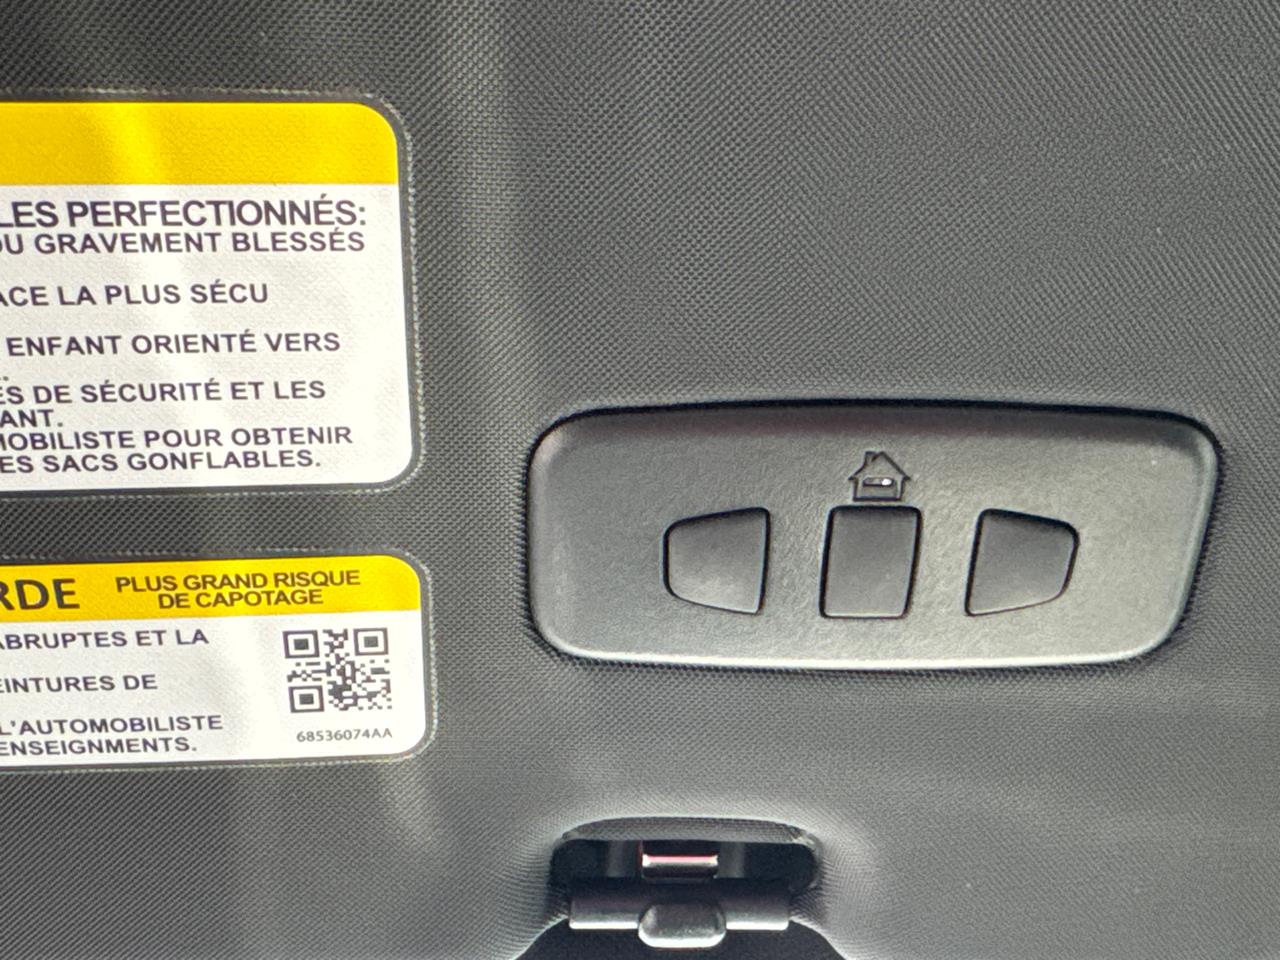 LES PERFECTIONNÉS:
OU GRAVEMENT BLESSÉS
ACE LA PLUS SÉCU
ENFANT ORIENTÉ VERS
ES DE SÉCURITÉ ET LES
ANT.
MOBILISTE POUR OBTENIR
ES SACS GONFLABLES.
RDE PLUS GRAND RISQUE
DE CAPOTAGE
ABRUPTES ET LA
EINTURES DE
L'AUTOMOBILISTE
ENSEIGNMENTS.
68536074AA